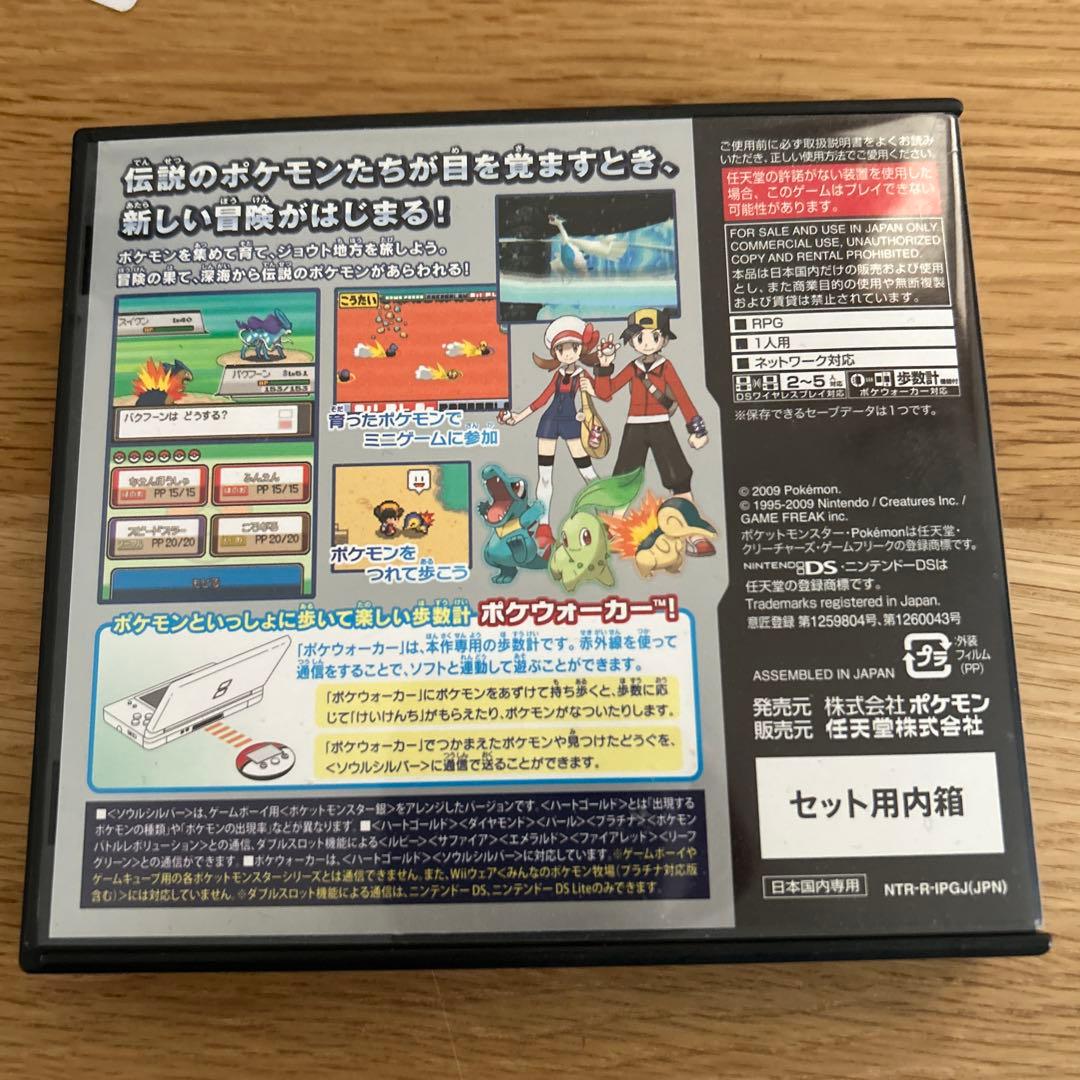 伝説のポケモンたちが目を覚ますとき、
新しい冒険がはじまる!
ポケモンを集めて育て、ジョウト地方を旅しよう。
冒険の果て、深海から伝説のポケモンがあらわれる!
スイクン Lv40
HP
バクフーン ♂Lv51
HP
153/153
バクフーンは どうする?
ふんえん
ほのお PP 15/15
PP 15/15
スピードスター
PP 20/20
PP 20/20
もどる
こうたい
育ったポケモンで
ミニゲームに参加
ポケモンを
つれて歩こう
ポケモンといっしょに歩いて楽しい歩数計 ポケウォーカー™!
「ポケウォーカー」は、本作専用の歩数計です。赤外線を使って
通信をすることで、ソフトと連動して遊ぶことができます。
「ポケウォーカー」にポケモンをあずけて持ち歩くと、歩数に応
じて「けいけんち」がもらえたり、ポケモンがなついたりします。
「ポケウォーカー」でつかまえたポケモンや見つけたどうぐを、
<ソウルシルバー>に通信で送ることができます。
■<ソウルシルバー>は、ゲームボーイ用<ポケットモンスター銀>をアレンジしたバージョンです。<ハートゴールド>とは「出現する
ポケモンの種類」や「ポケモンの出現率」などが異なります。■<ハートゴールド><ダイヤモンド><パール><プラチナ><ポケモン
バトルレボリューション>との通信、ダブルスロット機能による<ルビー><サファイア><エメラルド><ファイアレッド><リーフ
グリーン>との通信ができます。■ポケウォーカーは、<ハートゴールド><ソウルシルバー>に対応しています。※ゲームボーイや
ゲームキューブ用の各ポケットモンスターシリーズとは通信できません。また、Wiiウェア<みんなのポケモン牧場(プラチナ対応版
含む)>には対応していません。※ダブルスロット機能による通信は、ニンテンドーDS、ニンテンドーDS Liteのみできます。
ご使用前に必ず取扱説明書をよくお読み
いただき、正しい使用方法でご愛用ください。
任天堂の許諾がない装置を使用した
場合、このゲームはプレイできない
可能性があります。
FOR SALE AND USE IN JAPAN ONLY.
COMMERCIAL USE, UNAUTHORIZED
COPY AND RENTAL PROHIBITED.
本品は日本国内だけの販売および使用
とし、また商業目的の使用や無断複製
および賃貸は禁止されています。
■ RPG
■ 1人用
■ ネットワーク対応
2~5人対応
DSワイヤレスプレイ対応
歩数計機能付
ポケウォーカー対応
※保存できるセーブデータは1つです。
© 2009 Pokémon.
© 1995-2009 Nintendo / Creatures Inc. /
GAME FREAK inc.
ポケットモンスター・Pokémonは任天堂・
クリーチャーズ・ゲームフリークの登録商標です。
NINTENDO DS・ニンテンドーDSは
任天堂の登録商標です。
Trademarks registered in Japan.
意匠登録 第1259804号、第1260043号
プラ
外装
フィルム
(PP)
ASSEMBLED IN JAPAN
発売元 株式会社ポケモン
販売元 任天堂株式会社
セット用内箱
日本国内専用
NTR-R-IPGJ(JPN)